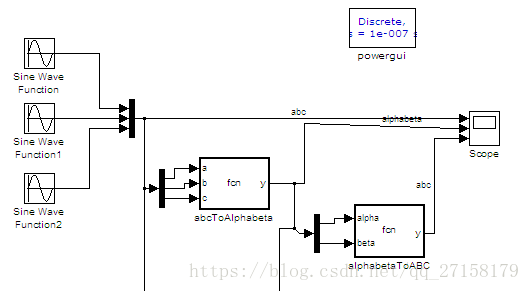 Discrete,
s = 1e-007 s
powergui
Sine Wave
Function
abc
alphabeta
Sine Wave
Function1
Scope
a
b
c
fcn
y
abc
Sine Wave
Function2
abcToAlphabeta
alpha
beta
fcn
y
alphabetaToABC
https://blog.csdn.net/qq_27158179